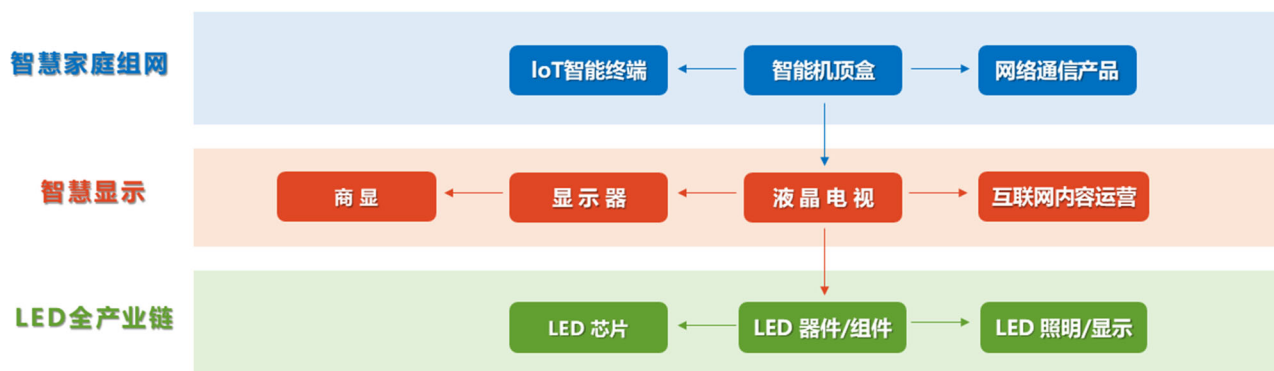 智慧家庭组网
IoT智能终端
智能机顶盒
网络通信产品
智慧显示
商显
显示器
液晶电视
互联网内容运营
LED全产业链
LED 芯片
LED 器件/组件
LED 照明/显示